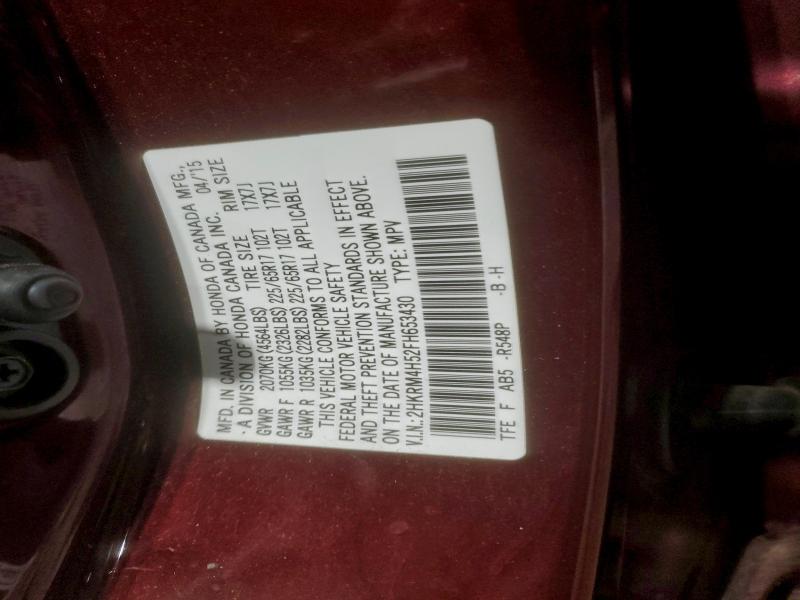 MFD. IN CANADA BY HONDA OF CANADA MFG.,
· A DIVISION OF HONDA CANADA INC. 04/15
GVWR 2070KG(4564LBS) TIRE SIZE RIM SIZE
GAWR F 1055KG(2326LBS) 225/65R17 102T 17X7J
GAWR R 1035KG(2282LBS) 225/65R17 102T 17X7J
THIS VEHICLE CONFORMS TO ALL APPLICABLE
FEDERAL MOTOR VEHICLE SAFETY
AND THEFT PREVENTION STANDARDS IN EFFECT
ON THE DATE OF MANUFACTURE SHOWN ABOVE.
V.I.N.: 2HKRM4H52FH653430 TYPE: MPV
TFE F AB5 -R548P -B -H